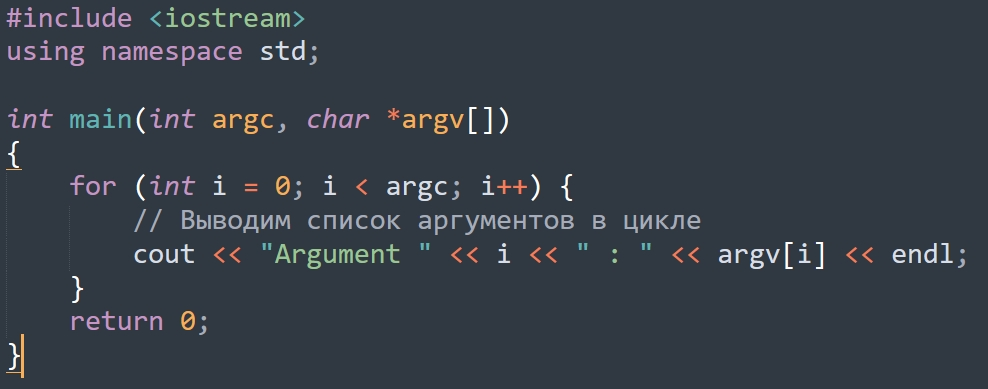 #include <iostream>
using namespace std;

int main(int argc, char *argv[])
{
    for (int i = 0; i < argc; i++) {
        // Выводим список аргументов в цикле
        cout << "Argument " << i << " : " << argv[i] << endl;
    }
    return 0;
}